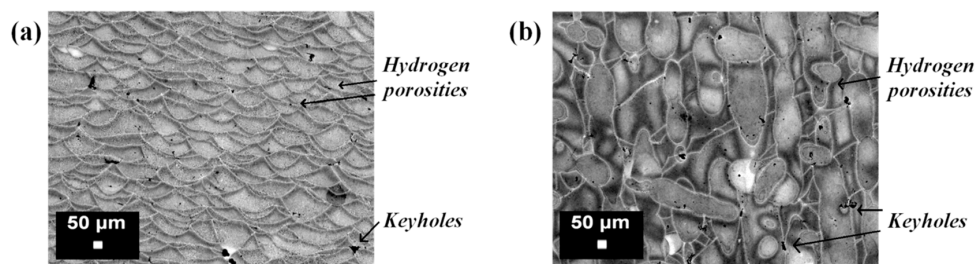 (a)
Hydrogen
porosities
Keyholes
50 µm
(b)
Hydrogen
porosities
Keyholes
50 µm